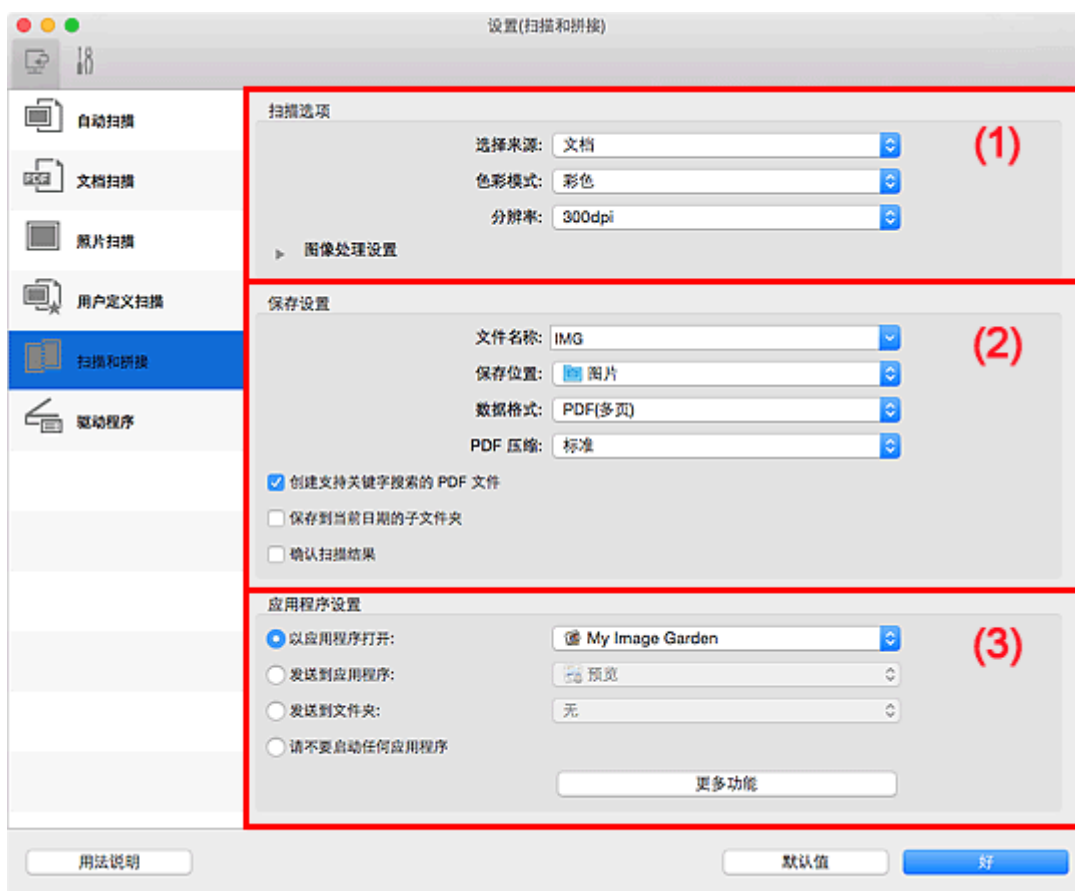 设置(扫描和拼接)
自动扫描
文档扫描
PDF
照片扫描
用户定义扫描
扫描和拼接
驱动程序
扫描选项
(1)
选择来源: 文档
色彩模式: 彩色
分辨率: 300dpi
图像处理设置
保存设置
(2)
文件名称: IMG
保存位置: 图片
数据格式: PDF(多页)
PDF 压缩: 标准
创建支持关键字搜索的 PDF 文件
保存到当前日期的子文件夹
确认扫描结果
应用程序设置
(3)
以应用程序打开: My Image Garden
发送到应用程序: 预览
发送到文件夹: 无
请不要启动任何应用程序
更多功能
用法说明 默认值 好